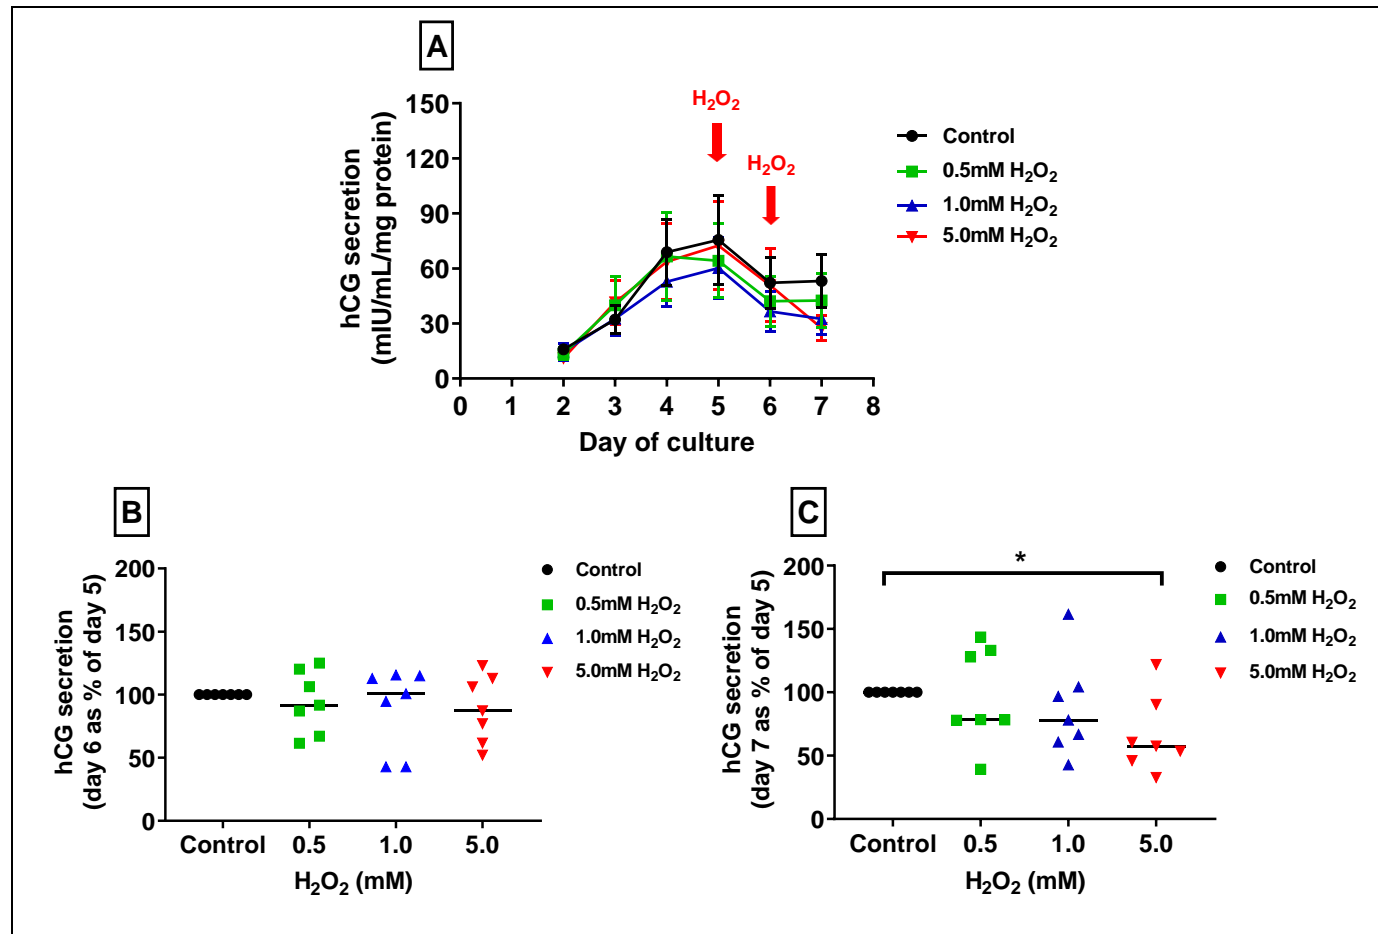 A
H₂O₂
H₂O₂
hCG secretion
(mIU/mL/mg protein)
150
120
90
60
30
0
0 1 2 3 4 5 6 7 8
Day of culture
Control
0.5mM H₂O₂
1.0mM H₂O₂
5.0mM H₂O₂
B
hCG secretion
(day 6 as % of day 5)
200
150
100
50
0
Control 0.5 1.0 5.0
H₂O₂ (mM)
Control
0.5mM H₂O₂
1.0mM H₂O₂
5.0mM H₂O₂
C
hCG secretion
(day 7 as % of day 5)
200
150
100
50
0
*
Control 0.5 1.0 5.0
H₂O₂ (mM)
Control
0.5mM H₂O₂
1.0mM H₂O₂
5.0mM H₂O₂